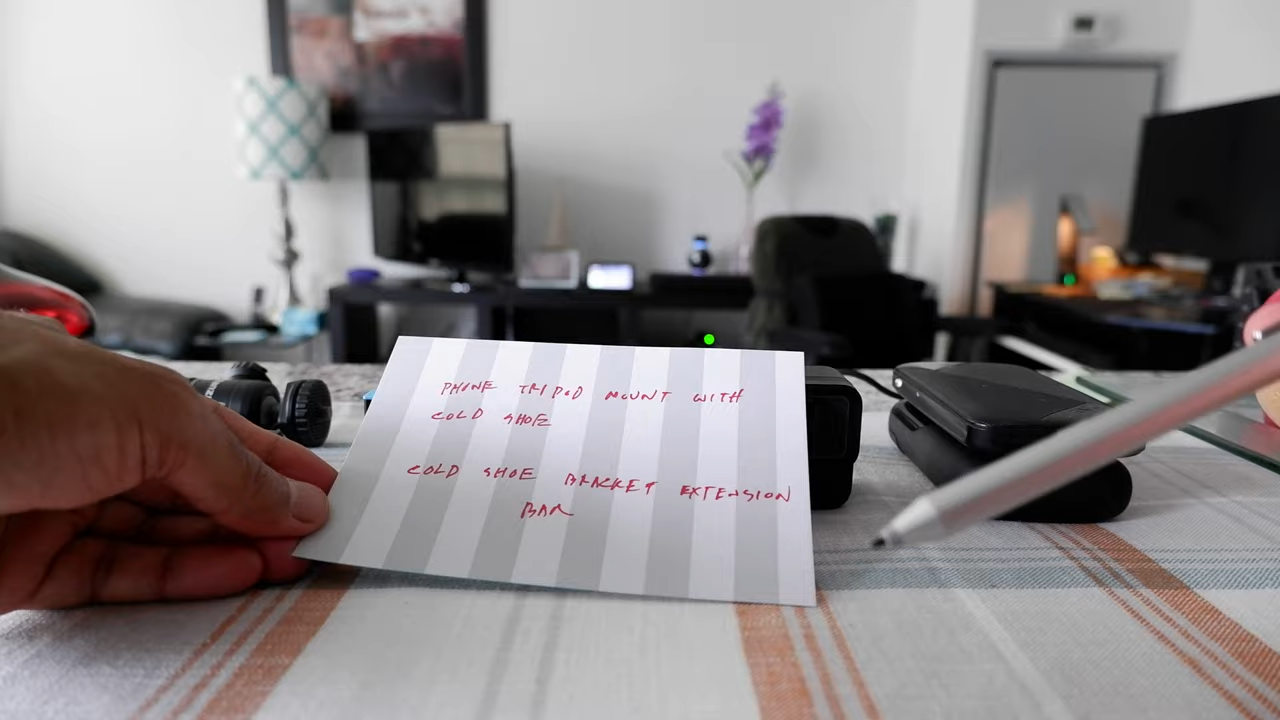 PHONE TRIPOD MOUNT WITH
COLD SHOE
COLD SHOE BRACKET EXTENSION
BAR